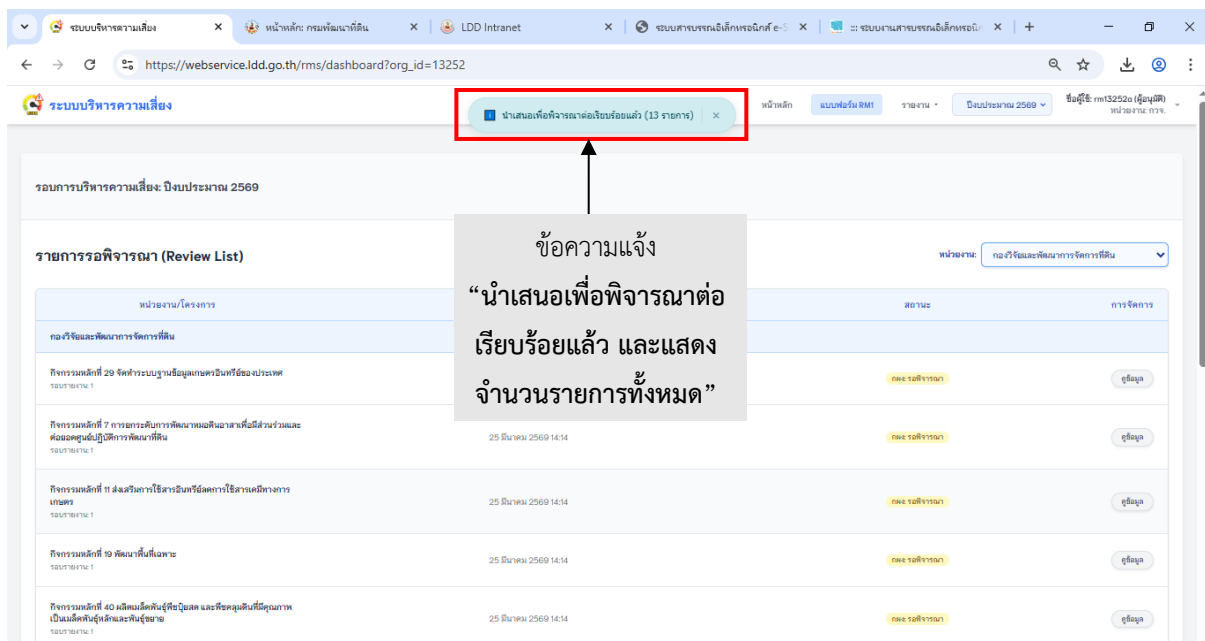 ระบบบริหารความเสี่ยง
หน้าหลัก: กรมพัฒนาที่ดิน
LDD Intranet
ระบบสารบรรณอิเล็กทรอนิกส์ e-S
::: ระบบงานสารบรรณอิเล็กทรอนิก
https://webservice.ldd.go.th/rms/dashboard?org_id=13252
ระบบบริหารความเสี่ยง
นำเสนอเพื่อพิจารณาต่อเรียบร้อยแล้ว (13 รายการ)
หน้าหลัก
แบบฟอร์ม RM1
รายงาน
ปีงบประมาณ 2569
ชื่อผู้ใช้: rm13252a (ผู้อนุมัติ)
หน่วยงาน: กวจ.
รอบการบริหารความเสี่ยง: ปีงบประมาณ 2569
ข้อความแจ้ง
“นำเสนอเพื่อพิจารณาต่อ
เรียบร้อยแล้ว และแสดง
จำนวนรายการทั้งหมด”
รายการรอพิจารณา (Review List)
หน่วยงาน:
กองวิจัยและพัฒนาการจัดการที่ดิน
หน่วยงาน/โครงการ
สถานะ
การจัดการ
กองวิจัยและพัฒนาการจัดการที่ดิน
กิจกรรมหลักที่ 29 จัดทำระบบฐานข้อมูลเกษตรอินทรีย์ของประเทศ
รอบรายงาน: 1
กผง. รอพิจารณา
ดูข้อมูล
กิจกรรมหลักที่ 7 การยกระดับการพัฒนาหมอดินอาสาเพื่อมีส่วนร่วมและ
ต่อยอดศูนย์ปฏิบัติการพัฒนาที่ดิน
รอบรายงาน: 1
25 มีนาคม 2569 14:14
กผง. รอพิจารณา
ดูข้อมูล
กิจกรรมหลักที่ 11 ส่งเสริมการใช้สารอินทรีย์ลดการใช้สารเคมีทางการ
เกษตร
รอบรายงาน: 1
25 มีนาคม 2569 14:14
กผง. รอพิจารณา
ดูข้อมูล
กิจกรรมหลักที่ 19 พัฒนาพื้นที่เฉพาะ
รอบรายงาน: 1
25 มีนาคม 2569 14:14
กผง. รอพิจารณา
ดูข้อมูล
กิจกรรมหลักที่ 40 ผลิตเมล็ดพันธุ์พืชปุ๋ยสด และพืชคลุมดินที่มีคุณภาพ
เป็นเมล็ดพันธุ์หลักและพันธุ์ขยาย
รอบรายงาน: 1
25 มีนาคม 2569 14:14
กผง. รอพิจารณา
ดูข้อมูล